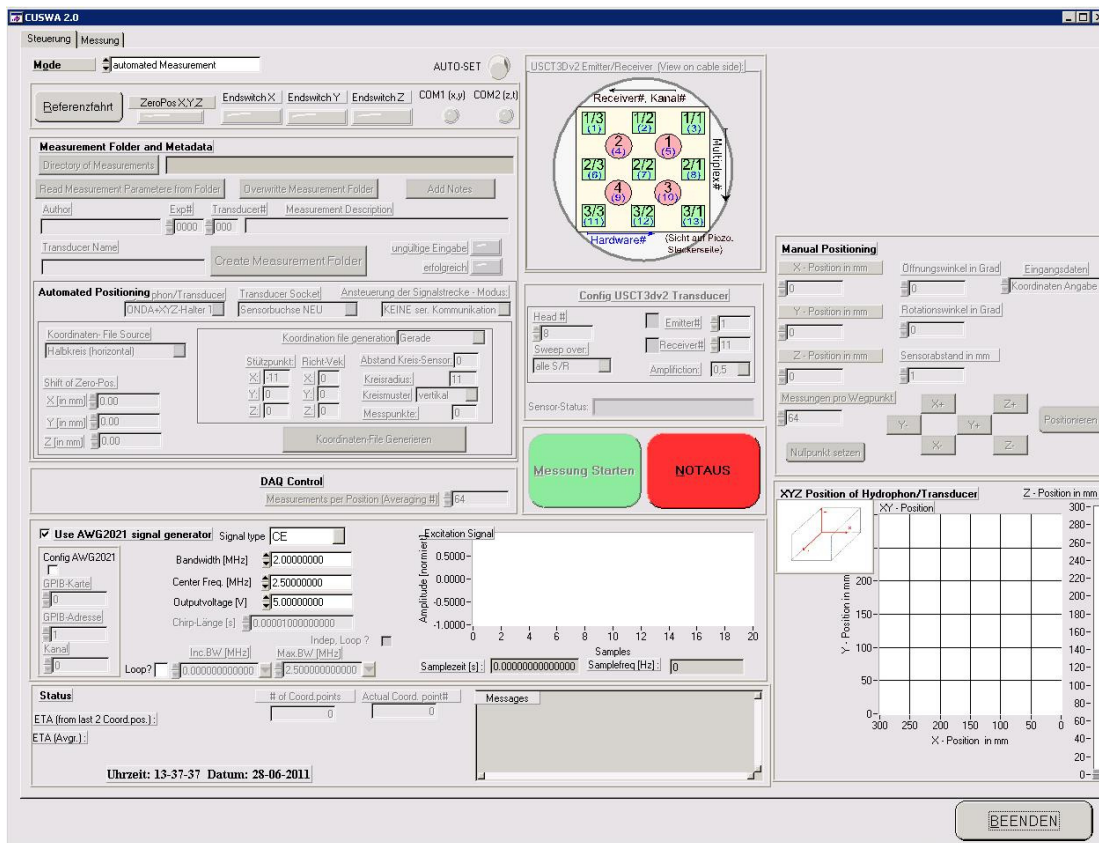 CUSWA 2.0
Steuerung Messung
Mode automated Measurement AUTO-SET
Referenzfahrt ZeroPos X,Y,Z Endswitch X Endswitch Y Endswitch Z COM1 (x,y) COM2 (z,t)
Measurement Folder and Metadata
Directory of Measurements
Read Measurement Parametere from Folder Overwritte Measurement Folder Add Notes
Author Exp# Transducer# Measurement Description
0000 000
Transducer Name
Create Measurement Folder ungültige Eingabe
erfolgreich
Automated Positioning phon/Transducer Transducer Socket Ansteuerung der Signalstrecke - Modus:
ONDA+XYZ-Halter 1 Sensorbuchse NEU KEINE ser. Kommunikation
Koordinaten- File Source
Halbkreis (horizontal)
Shift of Zero-Pos.
X [in mm] 0.00
Y [in mm] 0.00
Z [in mm] 0.00
Koordination file generation Gerade
Stützpunkt: Richt-Vek Abstand Kreis-Sensor: 0
X: -11 X: 0 Kreisradius: 11
Y: 0 Y: 0 Kreismuster vertikal
Z: 0 Z: 0 Messpunkte: 0
Koordinaten-File Generieren
DAQ Control
Measurements per Position (Averaging #) 64
USCT3Dv2 Emitter/Receiver (View on cable side):
Receiver#, Kanal#
1/3 1/2 1/1
(1) (2) (3)
2 1
(4) (5)
2/3 2/2 2/1
(6) (7) (8)
4 3
(9) (10)
3/3 3/2 3/1
(11) (12) (13)
Multiplex#
Hardware# (Sicht auf Piezo.
Steckerseite)
Config USCT3dv2 Transducer
Head # Emitter# 1
8 Receiver# 11
Sweep over:
alle S/R Amplifiction: 0,5
Sensor-Status:
Messung Starten NOTAUS
Manual Positioning
X - Position in mm Öffnungswinkel in Grad Eingangsdaten
0 0 Koordinaten Angabe
Y - Position in mm Rotationswinkel in Grad
0 0
Z - Position in mm Sensorabstand in mm
0 1
Messungen pro Wegpunkt
64
X+ Z+
Y- Y+ Positionieren
X- Z-
Nullpunkt setzen
Use AWG2021 signal generator Signal type CE
Config AWG2021
GPIB-Karte
0
GPIB-Adresse
1
Kanal
0
Bandwidth [MHz] 2.00000000
Center Freq. [MHz] 2.50000000
Outputvoltage [V] 5.00000000
Chirp-Länge [s] 0.00001000000000
Indep. Loop ?
Inc.BW [MHz] Max.BW [MHz]
Loop? 0.000000000000 2.500000000000
Excitation Signal
Amplitude [normiert]
0.5000
0.0000
-0.5000
-1.0000
0 2 4 6 8 10 12 14 16 18 20
Samples
Samplezeit [s] : 0.00000000000000 Samplefreq [Hz] : 0
XYZ Position of Hydrophon/Transducer Z - Position in mm
XY - Position
Y - Position in mm
200
150
100
50
0
300 250 200 150 100 50 0
X - Position in mm
300
280
260
240
220
200
180
160
140
120
100
80
60
40
20
0
Status # of Coord.points Actual Coord. point# Messages
0 0
ETA (from last 2 Coord.pos.) :
ETA (Avgr.) :
Uhrzeit: 13-37-37 Datum: 28-06-2011
BEENDEN